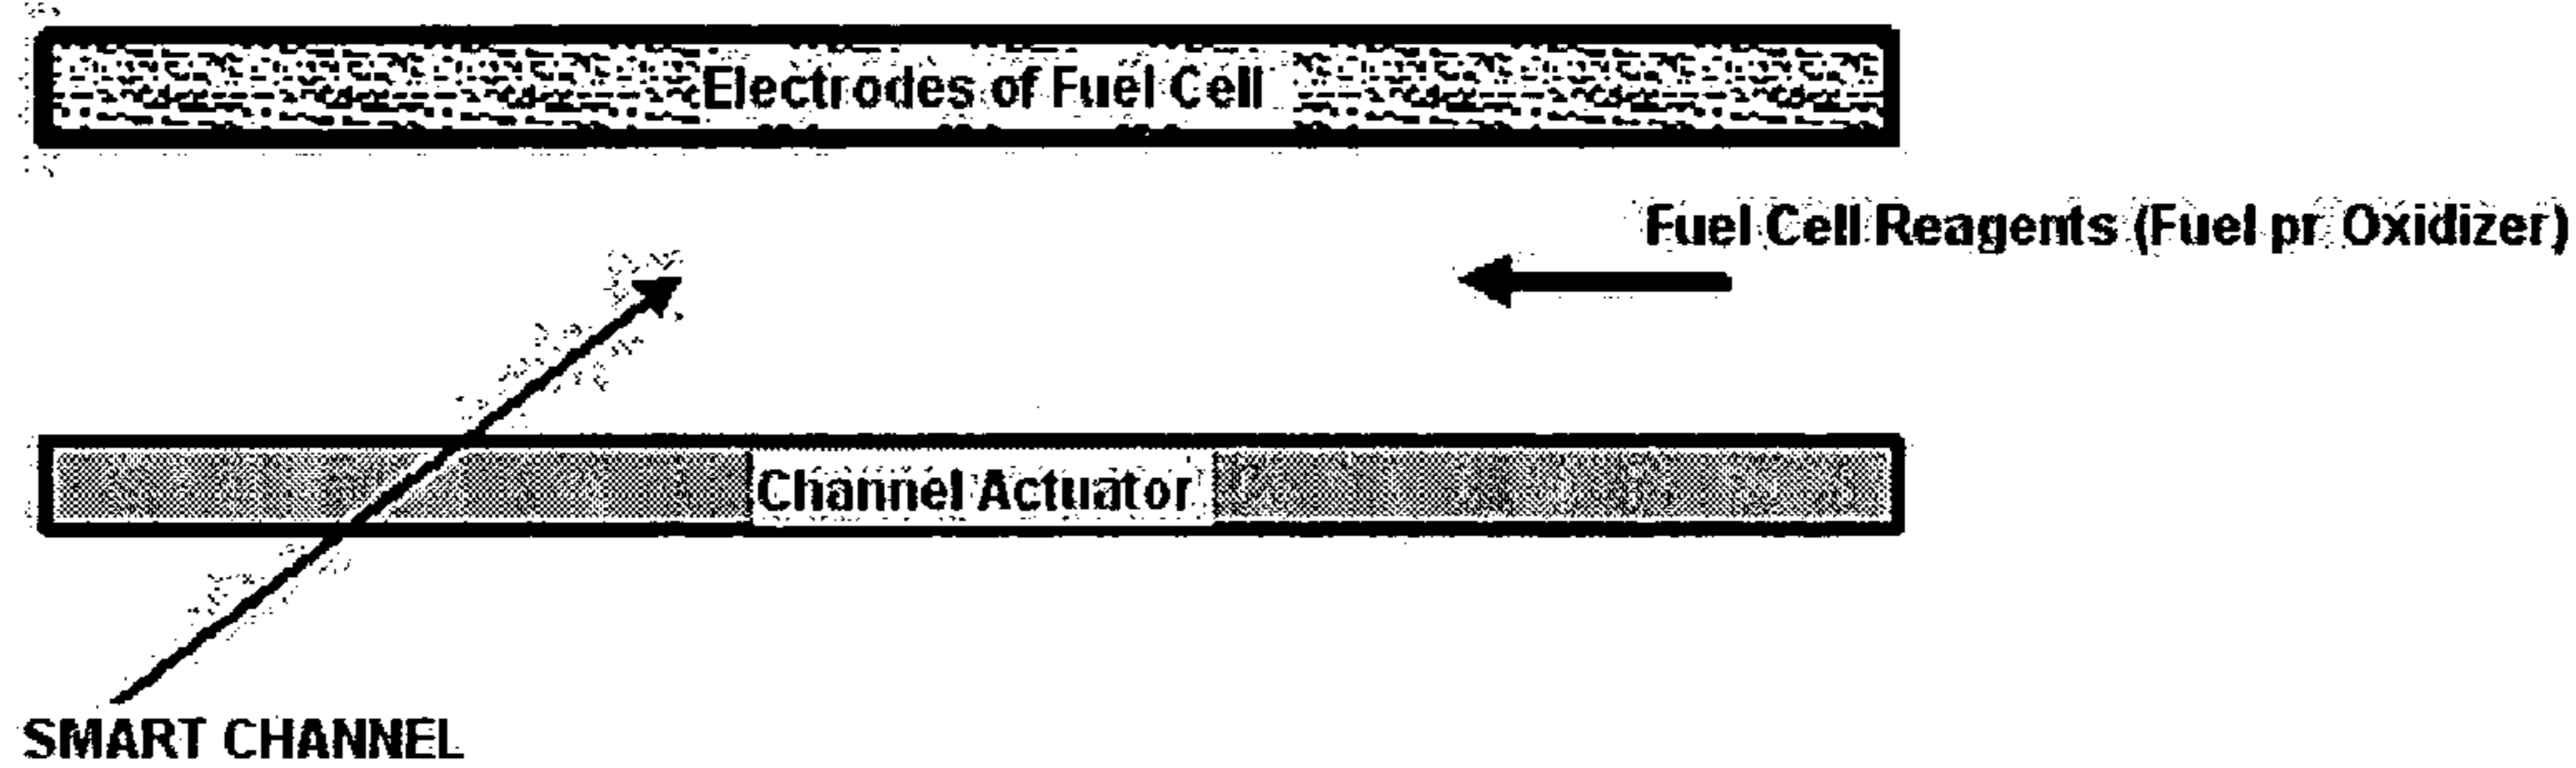 Electrodes of Fuel Cell
Fuel Cell Reagents (Fuel pr Oxidizer)
Channel Actuator
SMART CHANNEL